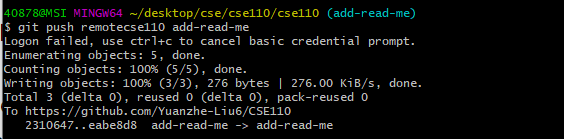 40878@MSI MINGW64 ~/desktop/cse/cse110/cse110 (add-read-me)
$ git push remotecse110 add-read-me
Logon failed, use ctrl+c to cancel basic credential prompt.
Enumerating objects: 5, done.
Counting objects: 100% (5/5), done.
Writing objects: 100% (3/3), 276 bytes | 276.00 KiB/s, done.
Total 3 (delta 0), reused 0 (delta 0), pack-reused 0
To https://github.com/Yuanzhe-Liu6/CSE110
   2310647..eabe8d8  add-read-me -> add-read-me